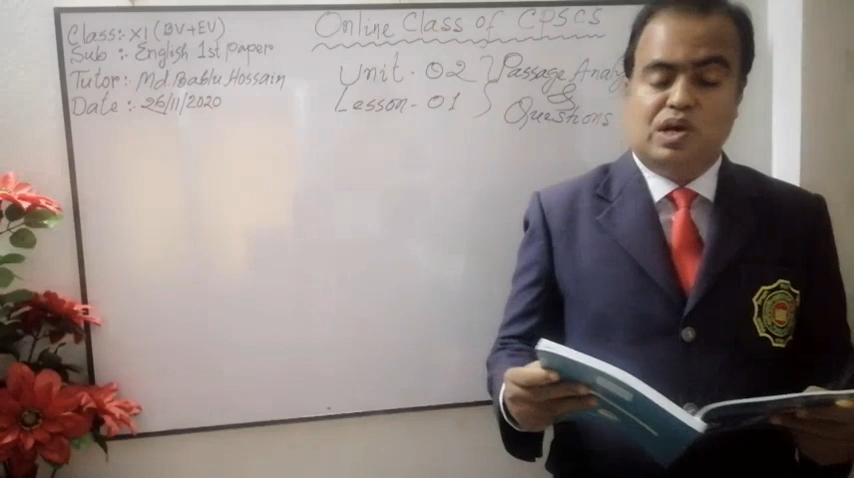 Online Class of CPSCS
Class:- XI (BV+EV)
Sub :- English 1st paper
Tutor:- Md. Bablu Hossain
Date :- 26/11/2020
Unit - 02 } Passage Analy
Lesson - 01 } &
Questions